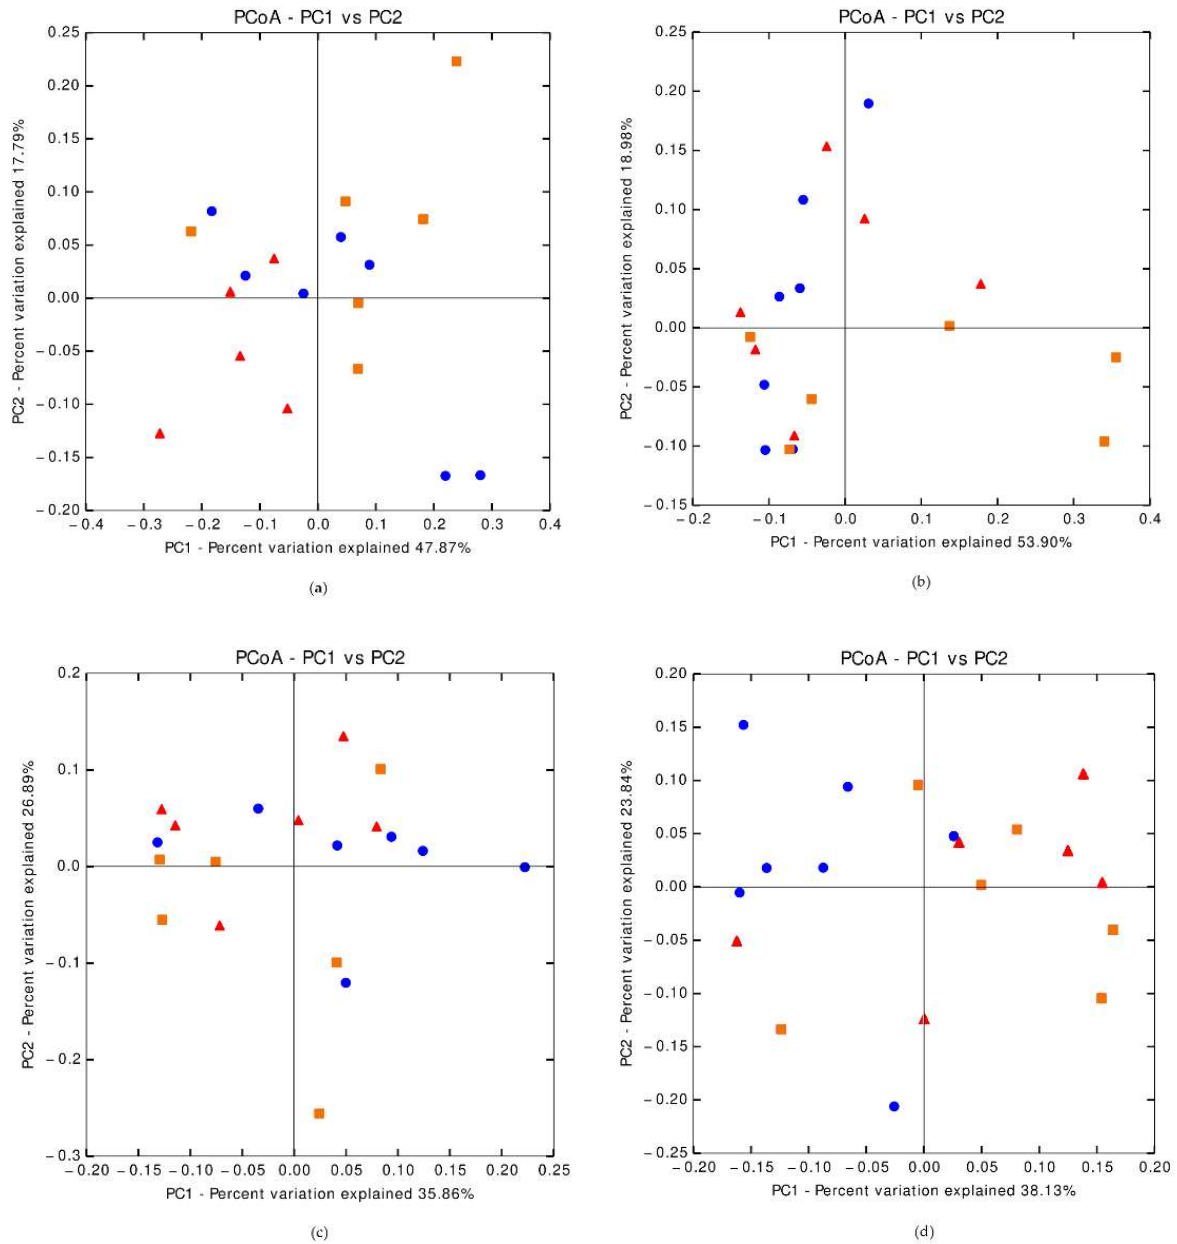 PCoA - PC1 vs PC2
0.25
0.20
0.15
0.10
0.05
0.00
−0.05
−0.10
−0.15
−0.20
−0.4 −0.3 −0.2 −0.1 0.0 0.1 0.2 0.3 0.4
PC2 - Percent variation explained 17.79%
PC1 - Percent variation explained 47.87%
(a)
PCoA - PC1 vs PC2
0.25
0.20
0.15
0.10
0.05
0.00
−0.05
−0.10
−0.15
−0.2 −0.1 0.0 0.1 0.2 0.3 0.4
PC2 - Percent variation explained 18.98%
PC1 - Percent variation explained 53.90%
(b)
PCoA - PC1 vs PC2
0.2
0.1
0.0
−0.1
−0.2
−0.3
−0.20 −0.15 −0.10 −0.05 0.00 0.05 0.10 0.15 0.20 0.25
PC2 - Percent variation explained 26.89%
PC1 - Percent variation explained 35.86%
(c)
PCoA - PC1 vs PC2
0.20
0.15
0.10
0.05
0.00
−0.05
−0.10
−0.15
−0.20
−0.25
−0.20 −0.15 −0.10 −0.05 0.00 0.05 0.10 0.15 0.20
PC2 - Percent variation explained 23.84%
PC1 - Percent variation explained 38.13%
(d)